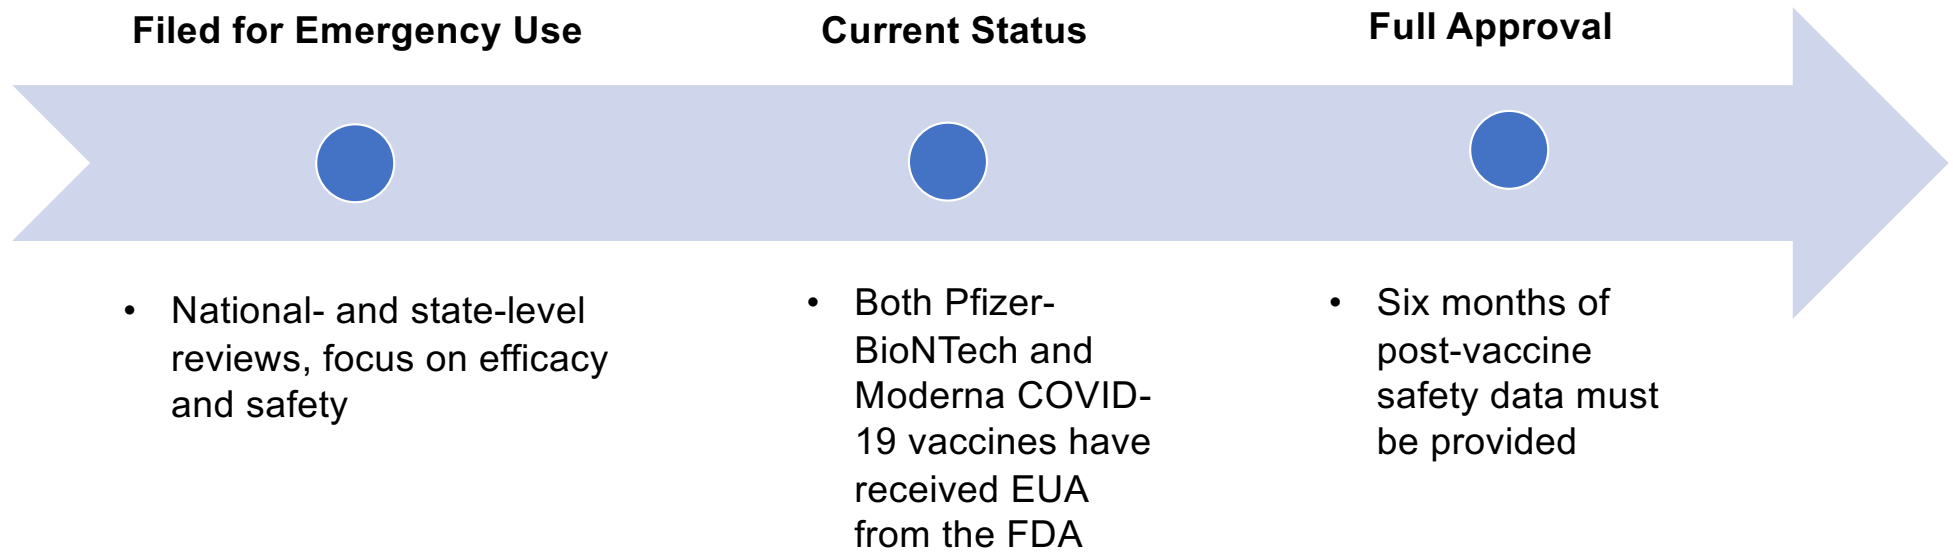 Filed for Emergency Use
Current Status
Full Approval
• National- and state-level
reviews, focus on efficacy
and safety
• Both Pfizer-
BioNTech and
Moderna COVID-
19 vaccines have
received EUA
from the FDA
• Six months of
post-vaccine
safety data must
be provided